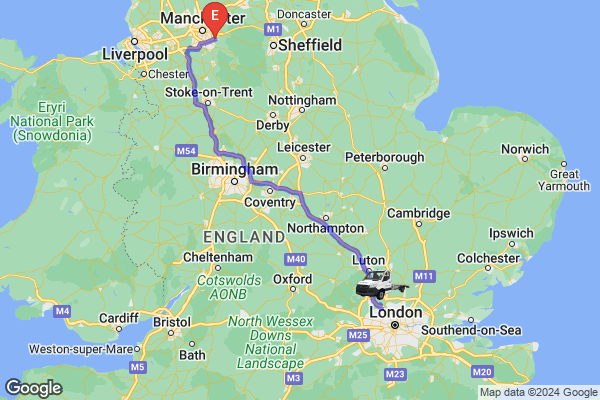 Doncaster
Manchester
E
M1
Liverpool
Sheffield
Chester
Stoke-on-Trent
Eryri
National Park
(Snowdonia)
Nottingham
Derby
M54
Leicester
Peterborough
Norwich
Birmingham
Great
Yarmouth
Coventry
Northampton
Cambridge
ENGLAND
Ipswich
Cheltenham
M40
Luton
M11
Colchester
Cotswolds
AONB
Oxford
M4
Cardiff
Bristol
North Wessex
Downs
National
Landscape
London
M25
Southend-on-Sea
Weston-super-Mare
Bath
M5
M3
M23
M20
Google
Google
Map data ©2024 Google